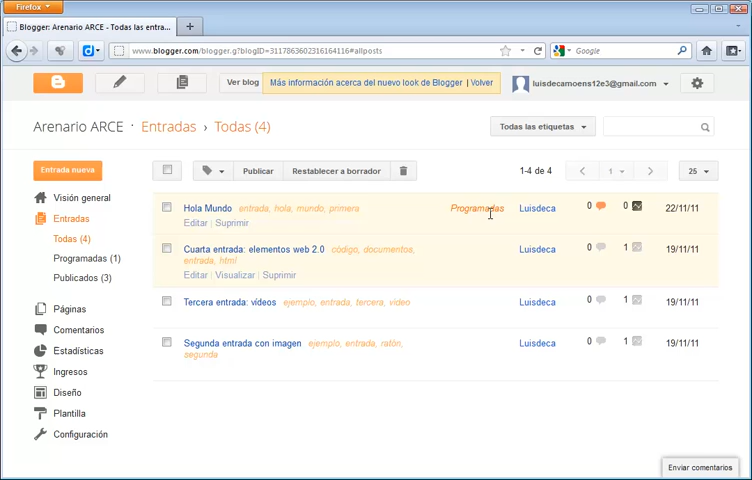 Firefox
Blogger: Arenario ARCE - Todas las entra...
www.blogger.com/blogger.g?blogID=3117863602316164116#allposts
Google
Ver blog
Más información acerca del nuevo look de Blogger | Volver
luisdecamoens12e3@gmail.com
Arenario ARCE
Entradas › Todas (4)
Todas las etiquetas
Entrada nueva
Publicar
Restablecer a borrador
1-4 de 4
1
25
Visión general
Entradas
Todas (4)
Programadas (1)
Publicados (3)
Páginas
Comentarios
Estadísticas
Ingresos
Diseño
Plantilla
Configuración
Hola Mundo entrada, hola, mundo, primera Programadas Luisdeca 0 0 22/11/11
Editar | Suprimir
Cuarta entrada: elementos web 2.0 código, documentos, Luisdeca 0 1 19/11/11
entrada, html
Editar | Visualizar | Suprimir
Tercera entrada: vídeos ejemplo, entrada, tercera, video Luisdeca 0 1 19/11/11
Segunda entrada con imagen ejemplo, entrada, ratón, Luisdeca 0 1 19/11/11
segunda
Enviar comentarios